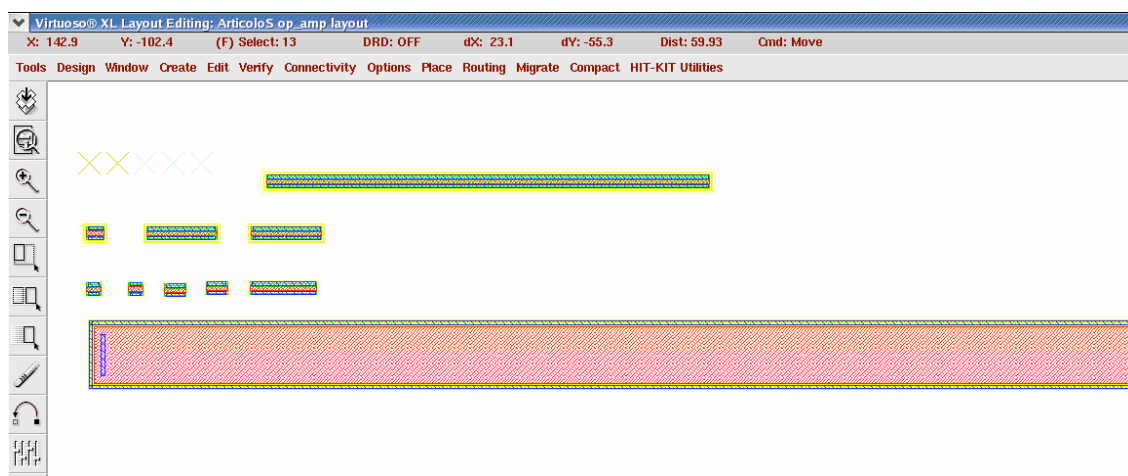 Virtuoso® XL Layout Editing: ArticoloS op_amp layout
X: 142.9 Y: -102.4 (F) Select: 13 DRD: OFF dX: 23.1 dY: -55.3 Dist: 59.93 Cmd: Move
Tools Design Window Create Edit Verify Connectivity Options Place Routing Migrate Compact HIT-KIT Utilities